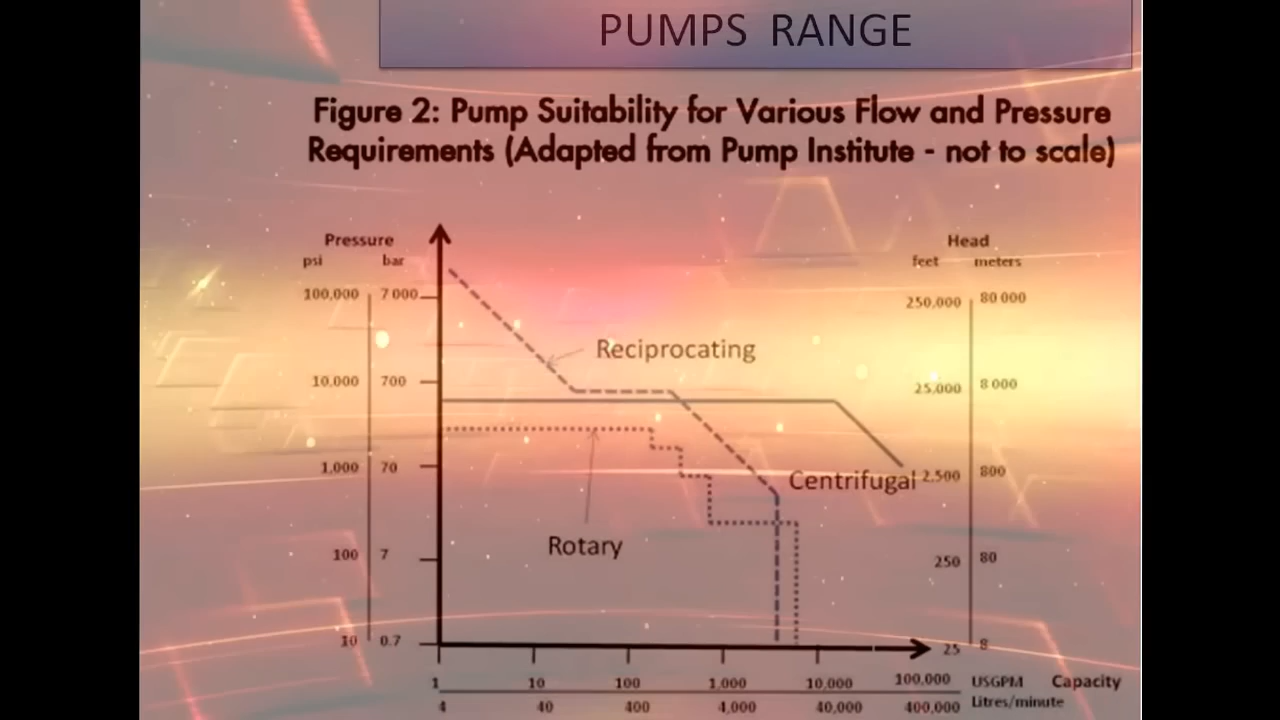 PUMPS RANGE
Figure 2: Pump Suitability for Various Flow and Pressure
Requirements (Adapted from Pump Institute - not to scale)
Pressure
psi bar
Head
feet meters
100,000 7 000
250,000 80 000
Reciprocating
10,000 700
25,000 8 000
1,000 70
Centrifugal 2,500 800
Rotary
100 7
250 80
10 0.7
25 8
1 10 100 1,000 10,000 100,000 USGPM Capacity
4 40 400 4,000 40,000 400,000 Litres/minute